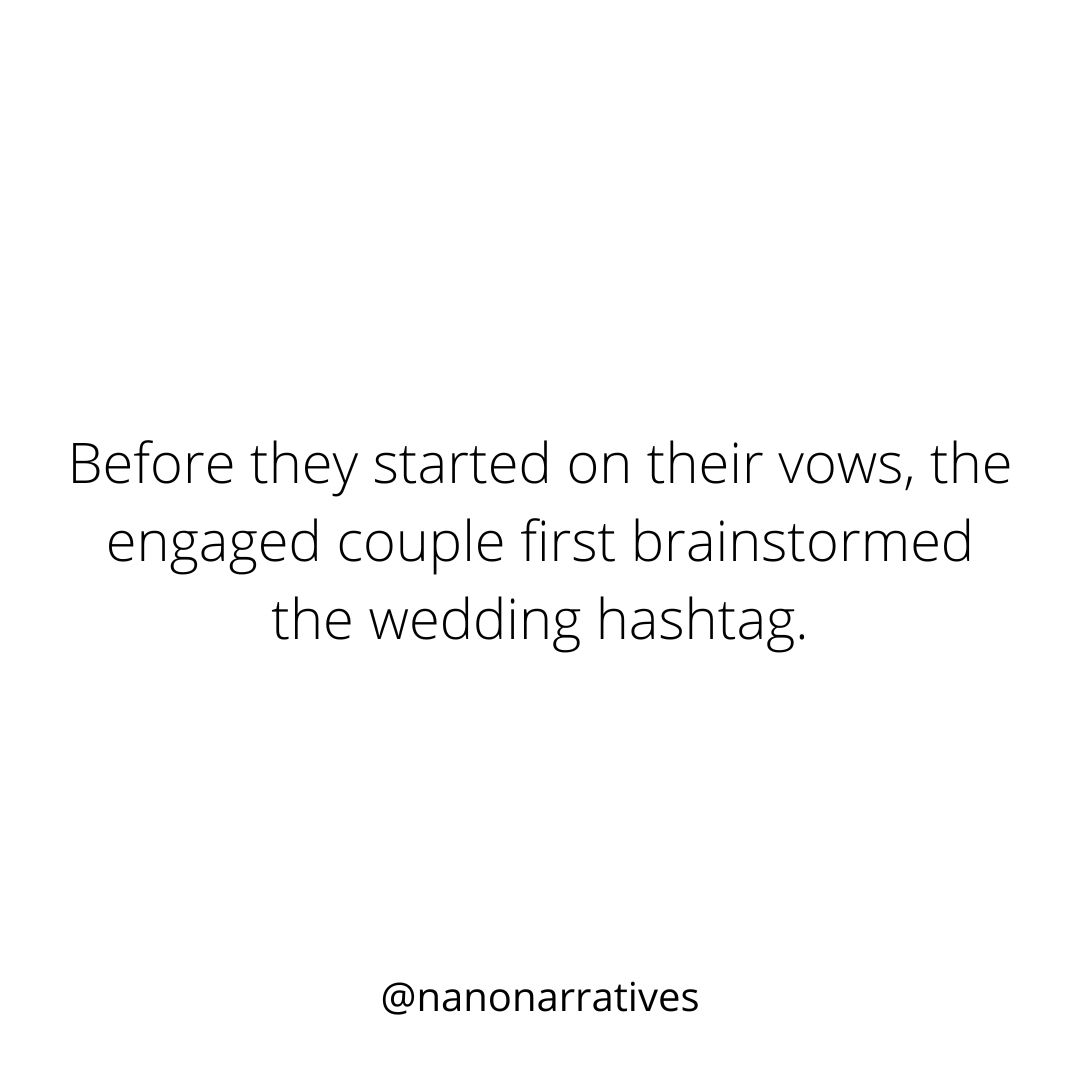 Before they started on their vows, the
engaged couple first brainstormed
the wedding hashtag.
@nanonarratives